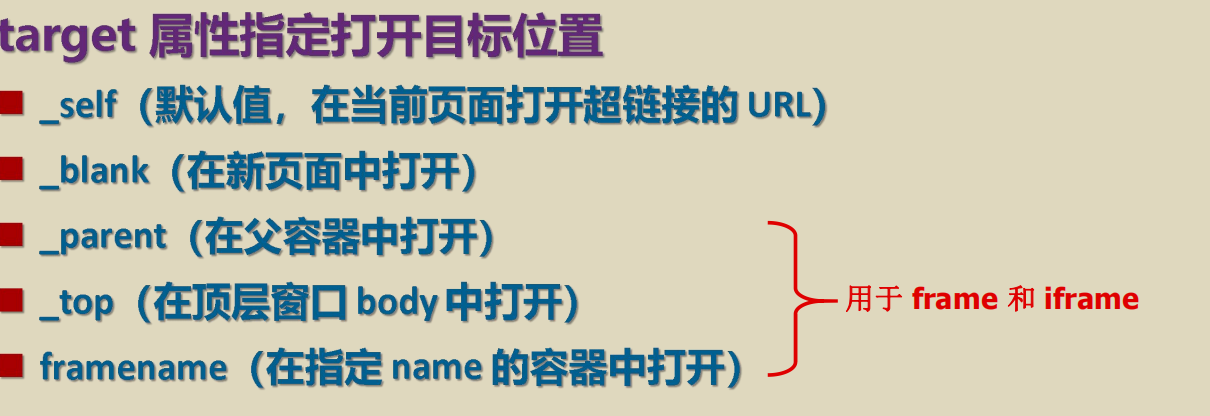 target 属性指定打开目标位置
_self（默认值，在当前页面打开超链接的 URL）
_blank（在新页面中打开）
_parent（在父容器中打开）
_top（在顶层窗口 body 中打开）
用于 frame 和 iframe
framename（在指定 name 的容器中打开）